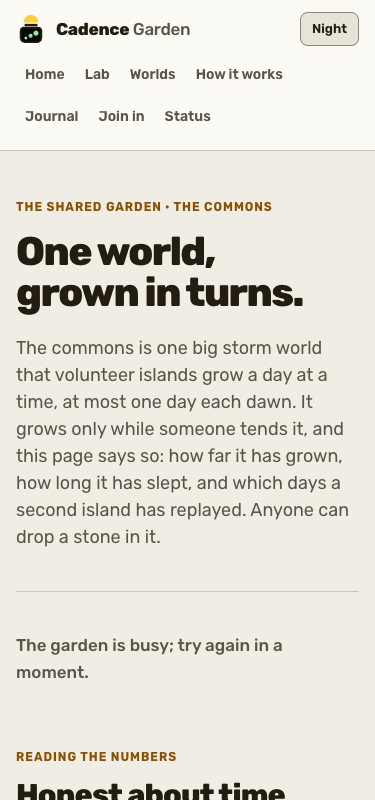 Cadence Garden
Night
Home Lab Worlds How it works
Journal Join in Status
THE SHARED GARDEN • THE COMMONS
One world,
grown in turns.
The commons is one big storm world
that volunteer islands grow a day at a
time, at most one day each dawn. It
grows only while someone tends it, and
this page says so: how far it has grown,
how long it has slept, and which days a
second island has replayed. Anyone can
drop a stone in it.
The garden is busy; try again in a
moment.
READING THE NUMBERS
Honest about time